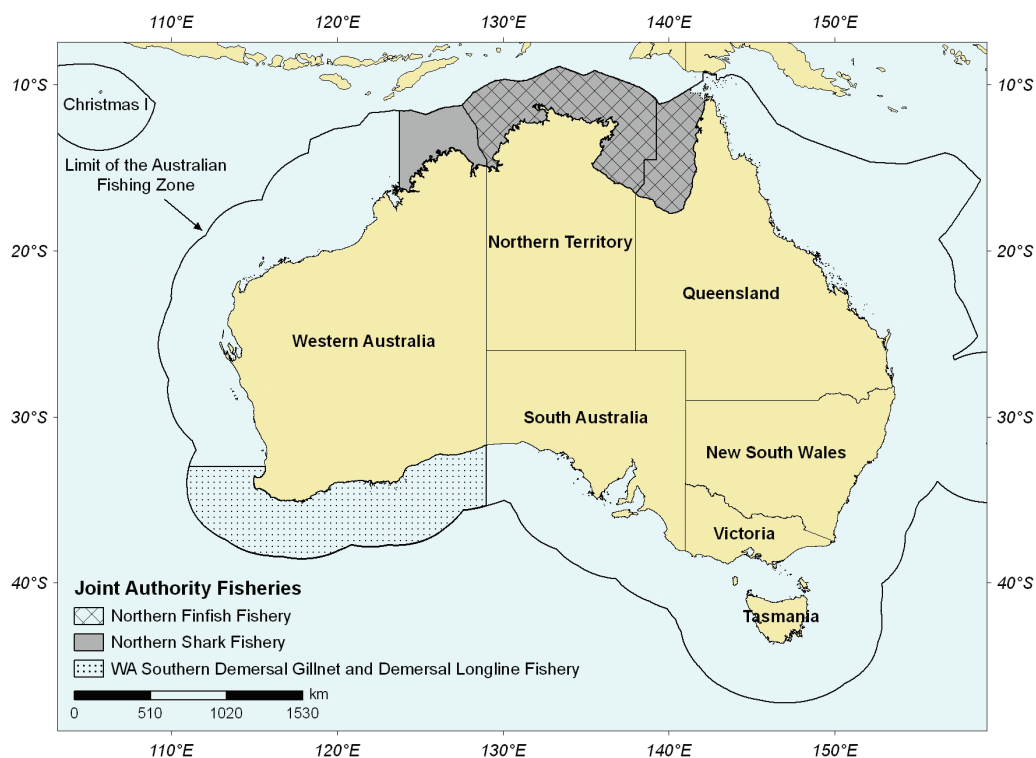 110°E 120°E 130°E 140°E 150°E
10°S 10°S
Christmas I
Limit of the Australian
Fishing Zone
20°S 20°S
Northern Territory
Queensland
Western Australia
30°S 30°S
South Australia
New South Wales
Victoria
40°S 40°S
Tasmania
Joint Authority Fisheries
Northern Finfish Fishery
Northern Shark Fishery
WA Southern Demersal Gillnet and Demersal Longline Fishery
km
0 510 1020 1530
110°E 120°E 130°E 140°E 150°E